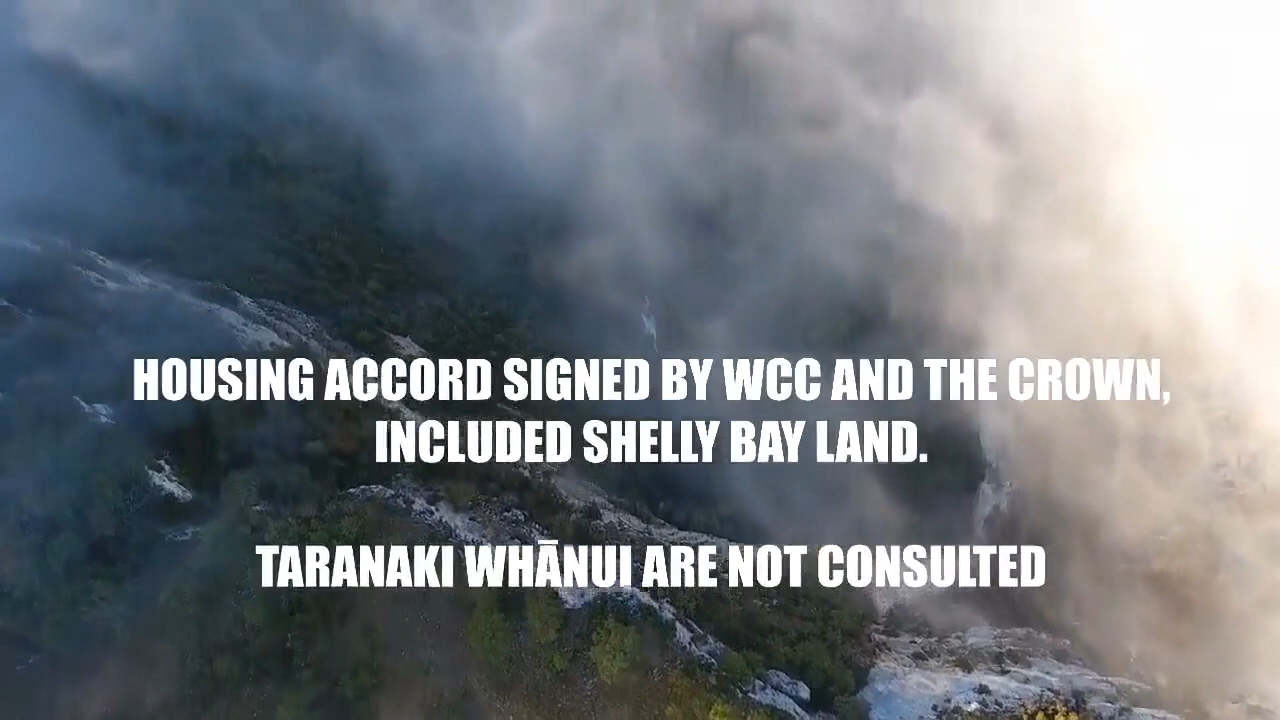 HOUSING ACCORD SIGNED BY WCC AND THE CROWN,
INCLUDED SHELLY BAY LAND.
TARANAKI WHĀNUI ARE NOT CONSULTED